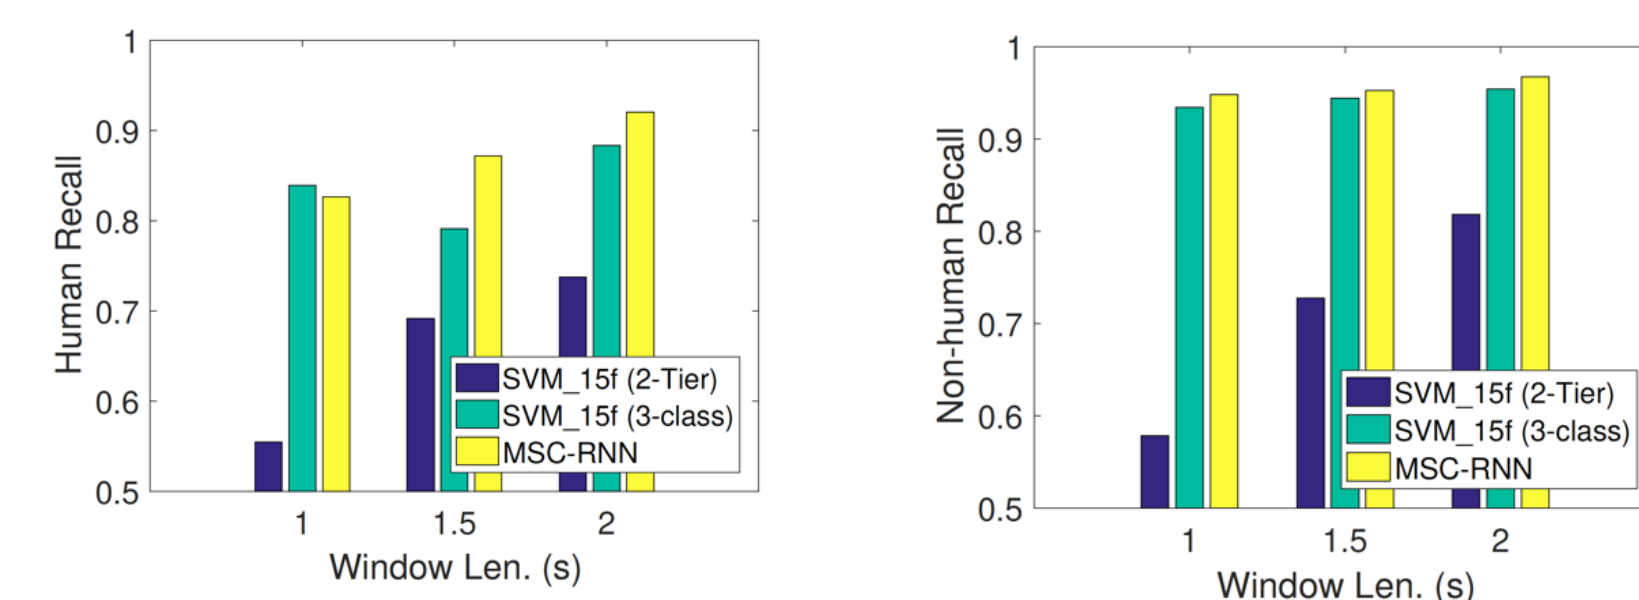 Human Recall
1
0.9
0.8
0.7
0.6
0.5
SVM_15f (2-Tier)
SVM_15f (3-class)
MSC-RNN
1 1.5 2
Window Len. (s)
Non-human Recall
1
0.9
0.8
0.7
0.6
0.5
SVM_15f (2-Tier)
SVM_15f (3-class)
MSC-RNN
1 1.5 2
Window Len. (s)